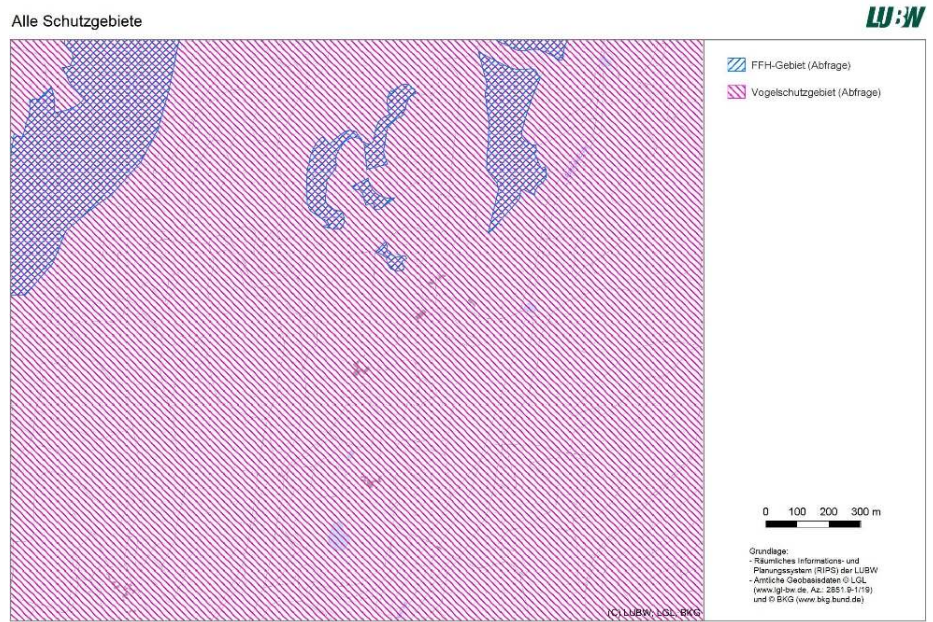 Alle Schutzgebiete
LUBW
FFH-Gebiet (Abfrage)
Vogelschutzgebiet (Abfrage)
0 100 200 300 m
Grundlage:
- Räumliches Informations- und
Planungssystem (RIPS) der LUBW
- Amtliche Geobasisdaten © LGL
(www.lgl-bw.de, Az.: 2851.9-1/19)
und © BKG (www.bkg.bund.de)
(C) LUBW, LGL, BKG